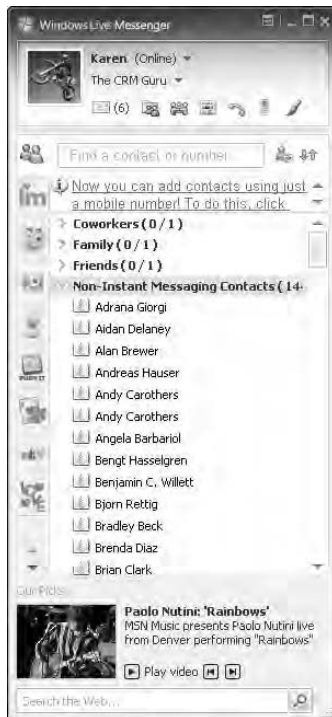 Windows Live Messenger
Karen (Online)
The CRM Guru
(6)
Find a contact or number...
Now you can add contacts using just
a mobile number! To do this, click
Coworkers ( 0 / 1 )
Family ( 0 / 1 )
Friends ( 0 / 1 )
Non-Instant Messaging Contacts ( 14
Adrana Giorgi
Aidan Delaney
Alan Brewer
Andreas Hauser
Andy Carothers
Andy Carothers
Angela Barbariol
Bengt Hasselgren
Benjamin C. Willett
Bjorn Rettig
Bradley Beck
Brenda Diaz
Brian Clark
Our Picks
Paolo Nutini: 'Rainbows'
MSN Music presents Paolo Nutini live
from Denver performing "Rainbows"
Play video
Search the Web...